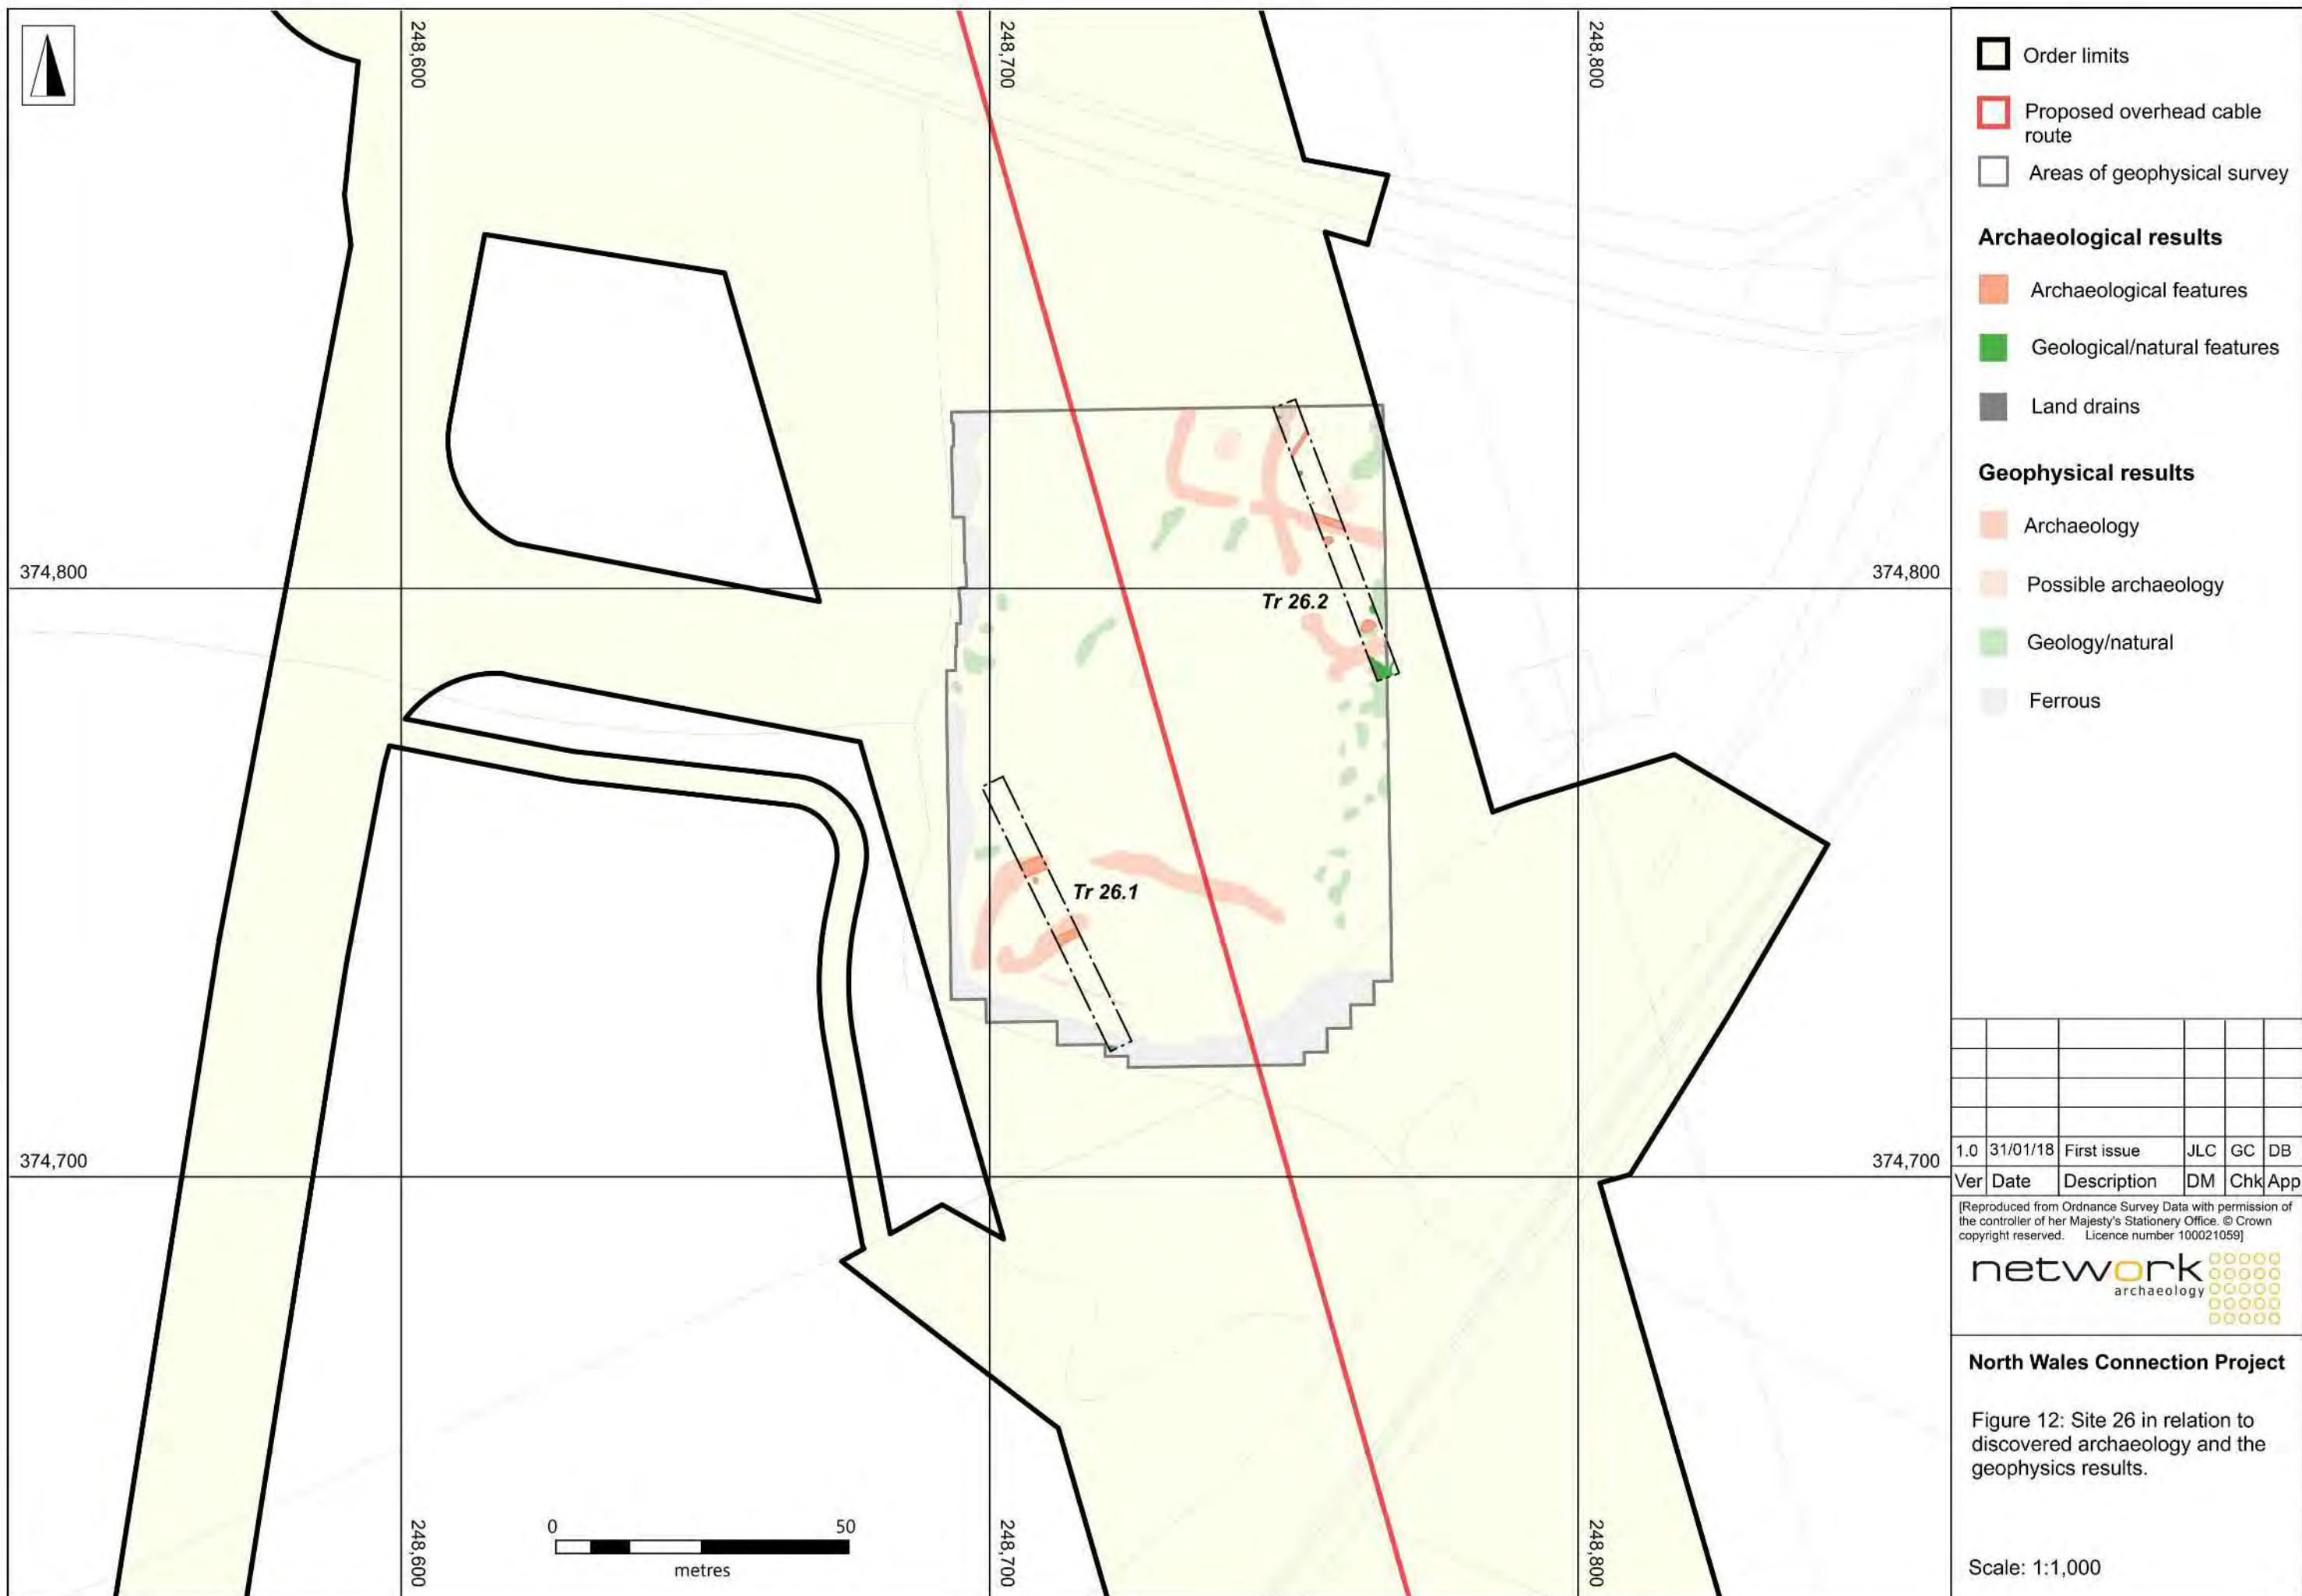 248,600
248,700
248,800
374,800
374,800
Tr 26.2
Tr 26.1
374,700
374,700
248,600
248,700
248,800
0 50
metres
Order limits
Proposed overhead cable
route
Areas of geophysical survey
Archaeological results
Archaeological features
Geological/natural features
Land drains
Geophysical results
Archaeology
Possible archaeology
Geology/natural
Ferrous
1.0 31/01/18 First issue JLC GC DB
Ver Date Description DM Chk App
[Reproduced from Ordnance Survey Data with permission of
the controller of her Majesty's Stationery Office. © Crown
copyright reserved. Licence number 100021059]
network
archaeology
North Wales Connection Project
Figure 12: Site 26 in relation to
discovered archaeology and the
geophysics results.
Scale: 1:1,000